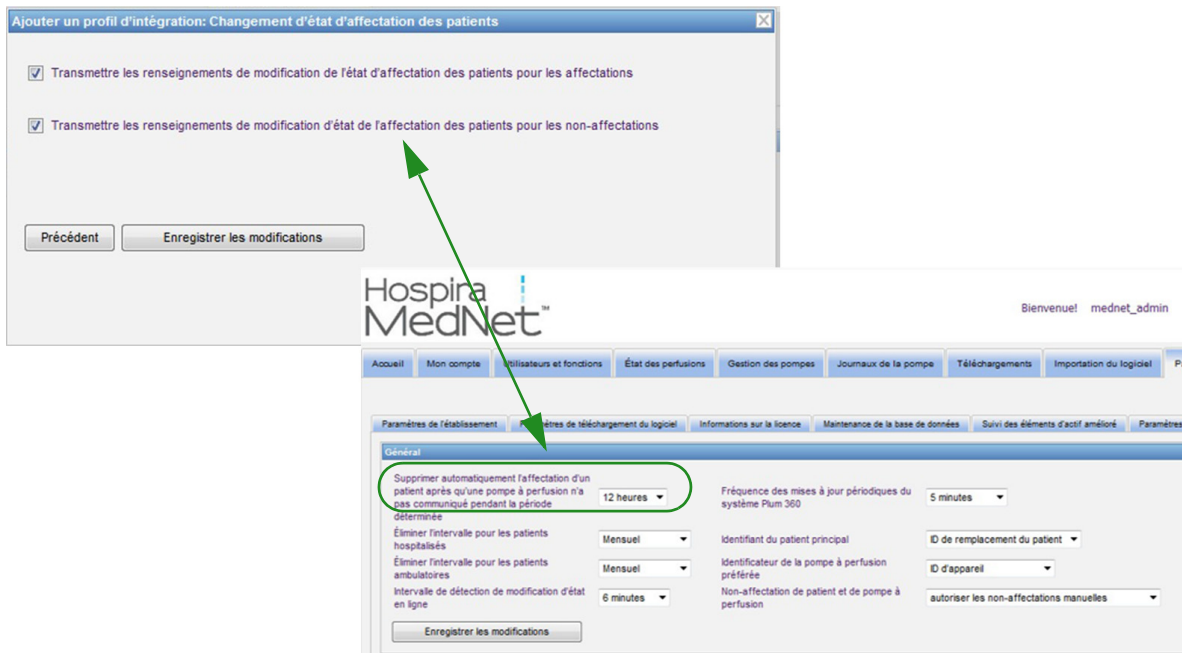 Ajouter un profil d'intégration: Changement d'état d'affectation des patients
Transmettre les renseignements de modification de l'état d'affectation des patients pour les affectations
Transmettre les renseignements de modification d'état de l'affectation des patients pour les non-affectations
Précédent
Enregistrer les modifications
Hospira
MedNet™
Bienvenue! mednet_admin
Accueil
Mon compte
Utilisateurs et fonctions
État des perfusions
Gestion des pompes
Journaux de la pompe
Téléchargements
Importation du logiciel
Paramètres de l'établissement
Paramètres de téléchargement du logiciel
Informations sur la licence
Maintenance de la base de données
Suivi des éléments d'actif amélioré
Paramètres
Général
Supprimer automatiquement l'affectation d'un
patient après qu'une pompe à perfusion n'a
pas communiqué pendant la période
déterminée
12 heures
Fréquence des mises à jour périodiques du
système Plum 360
5 minutes
Éliminer l'intervalle pour les patients
hospitalisés
Mensuel
Identifiant du patient principal
ID de remplacement du patient
Éliminer l'intervalle pour les patients
ambulatoires
Mensuel
Identificateur de la pompe à perfusion
préférée
ID d'appareil
Intervalle de détection de modification d'état
en ligne
6 minutes
Non-affectation de patient et de pompe à
perfusion
autoriser les non-affectations manuelles
Enregistrer les modifications